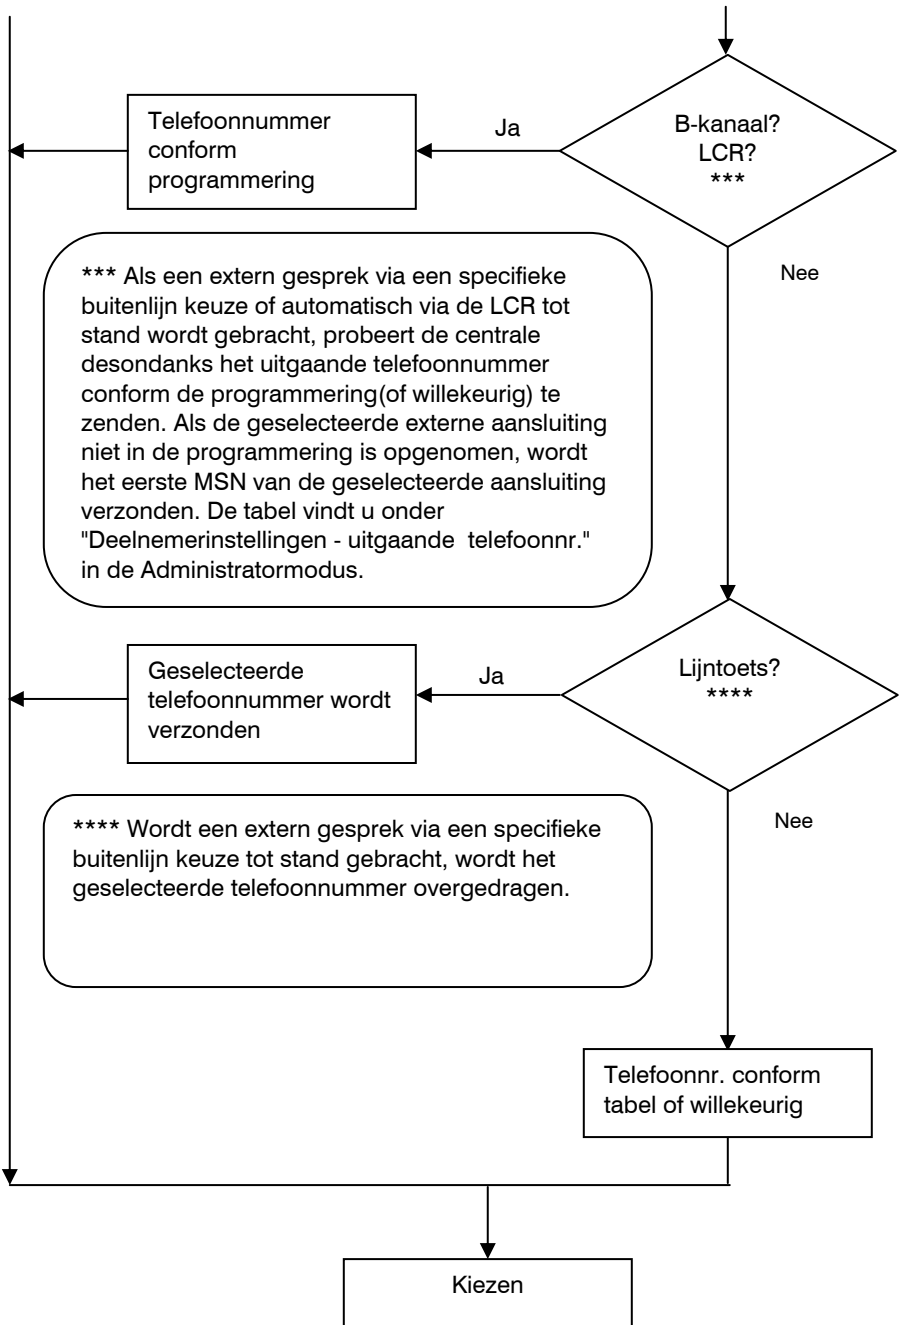 B-kanaal?
LCR?
***
Ja
Telefoonnummer
conform
programmering
Nee
*** Als een extern gesprek via een specifieke
buitenlijn keuze of automatisch via de LCR tot
stand wordt gebracht, probeert de centrale
desondanks het uitgaande telefoonnummer
conform de programmering(of willekeurig) te
zenden. Als de geselecteerde externe aansluiting
niet in de programmering is opgenomen, wordt
het eerste MSN van de geselecteerde aansluiting
verzonden. De tabel vindt u onder
"Deelnemerinstellingen - uitgaande  telefoonnr."
in de Administratormodus.
Lijntoets?
****
Ja
Geselecteerde
telefoonnummer wordt
verzonden
Nee
**** Wordt een extern gesprek via een specifieke
buitenlijn keuze tot stand gebracht, wordt het
geselecteerde telefoonnummer overgedragen.
Telefoonnr. conform
tabel of willekeurig
Kiezen